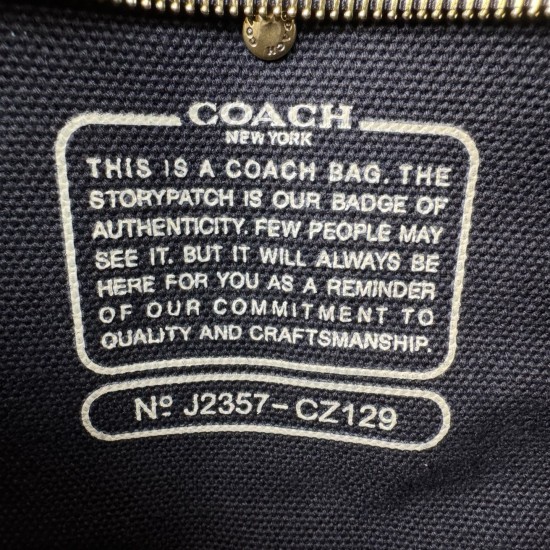 COACH
NEW YORK
THIS IS A COACH BAG. THE
STORYPATCH IS OUR BADGE OF
AUTHENTICITY. FEW PEOPLE MAY
SEE IT. BUT IT WILL ALWAYS BE
HERE FOR YOU AS A REMINDER
OF OUR COMMITMENT TO
QUALITY AND CRAFTSMANSHIP.
Nº J2357-CZ129